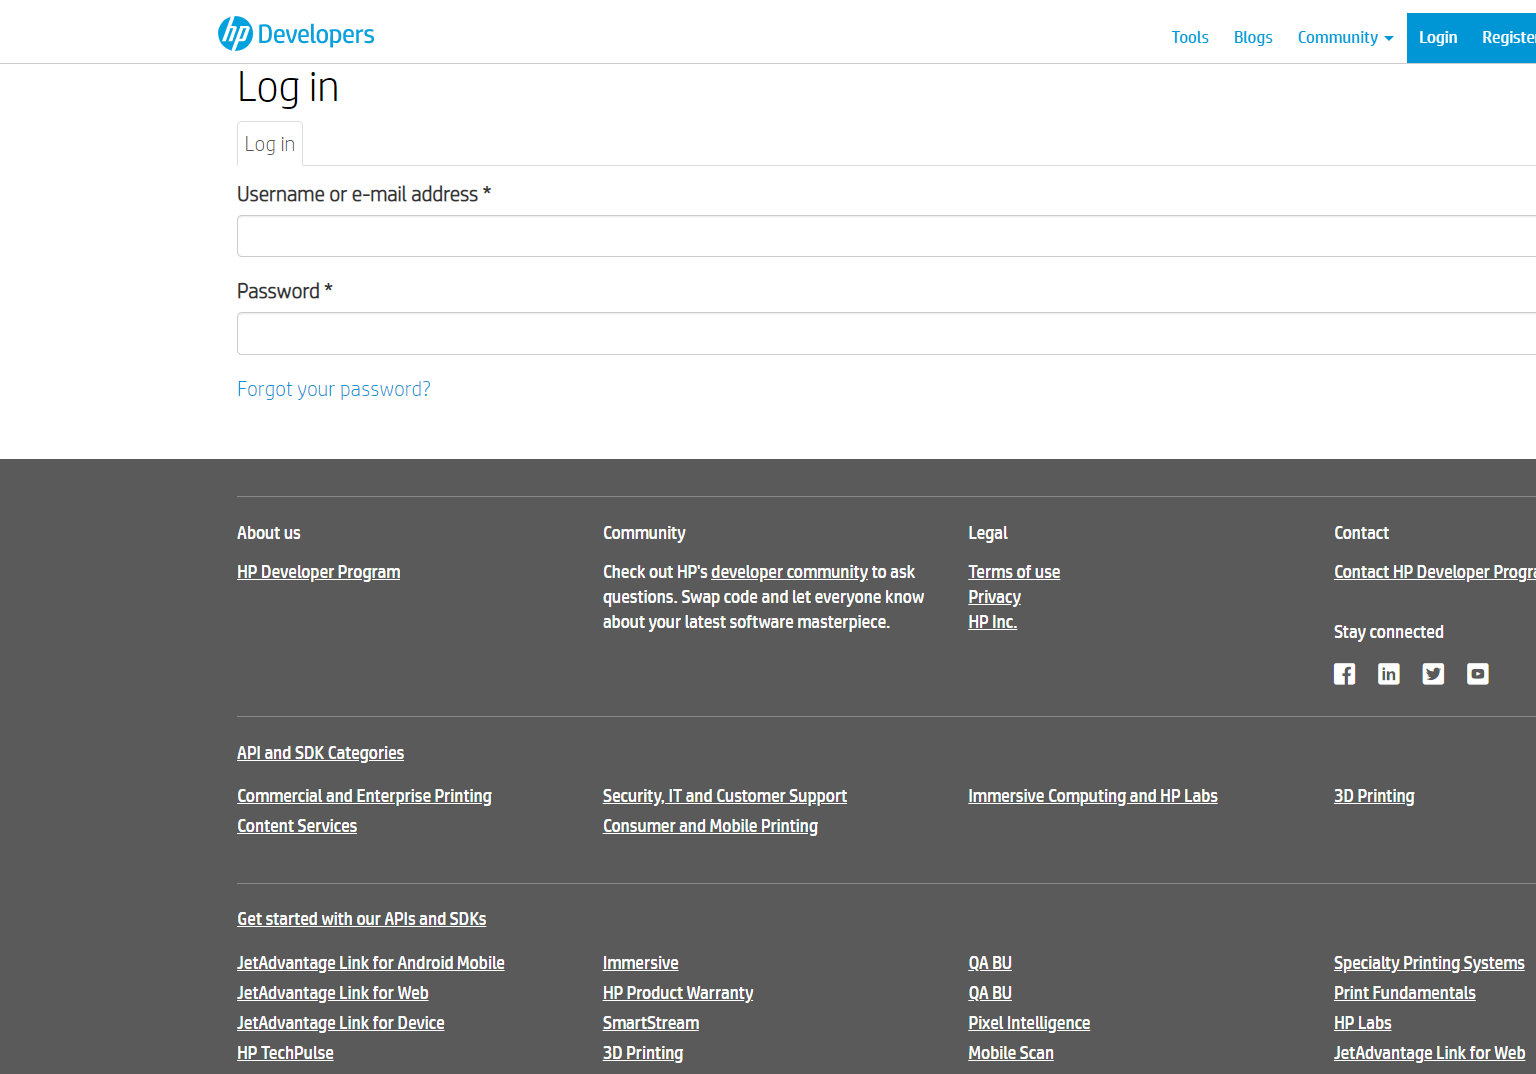 hp Developers
Tools Blogs Community Login
Log in
Log in
Username or e-mail address *
Password *
Forgot your password?
About us
HP Developer Program
Community
Check out HP's developer community to ask
questions. Swap code and let everyone know
about your latest software masterpiece.
Legal
Terms of use
Privacy
HP Inc.
Contact
Contact HP Developer
Stay connected
API and SDK Categories
Commercial and Enterprise Printing
Content Services
Security, IT and Customer Support
Consumer and Mobile Printing
Immersive Computing and HP Labs
3D Printing
Get started with our APIs and SDKs
JetAdvantage Link for Android Mobile
JetAdvantage Link for Web
JetAdvantage Link for Device
HP TechPulse
Immersive
HP Product Warranty
SmartStream
3D Printing
QA BU
QA BU
Pixel Intelligence
Mobile Scan
Specialty Printing Systems
Print Fundamentals
HP Labs
JetAdvantage Link for Web